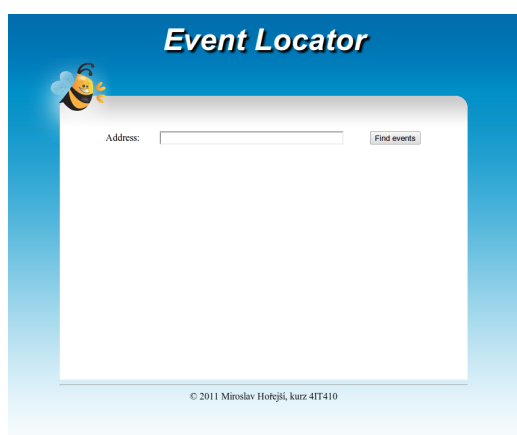 Event Locator
Address:
Find events
© 2011 Miroslav Hořejší, kurz 4IT410